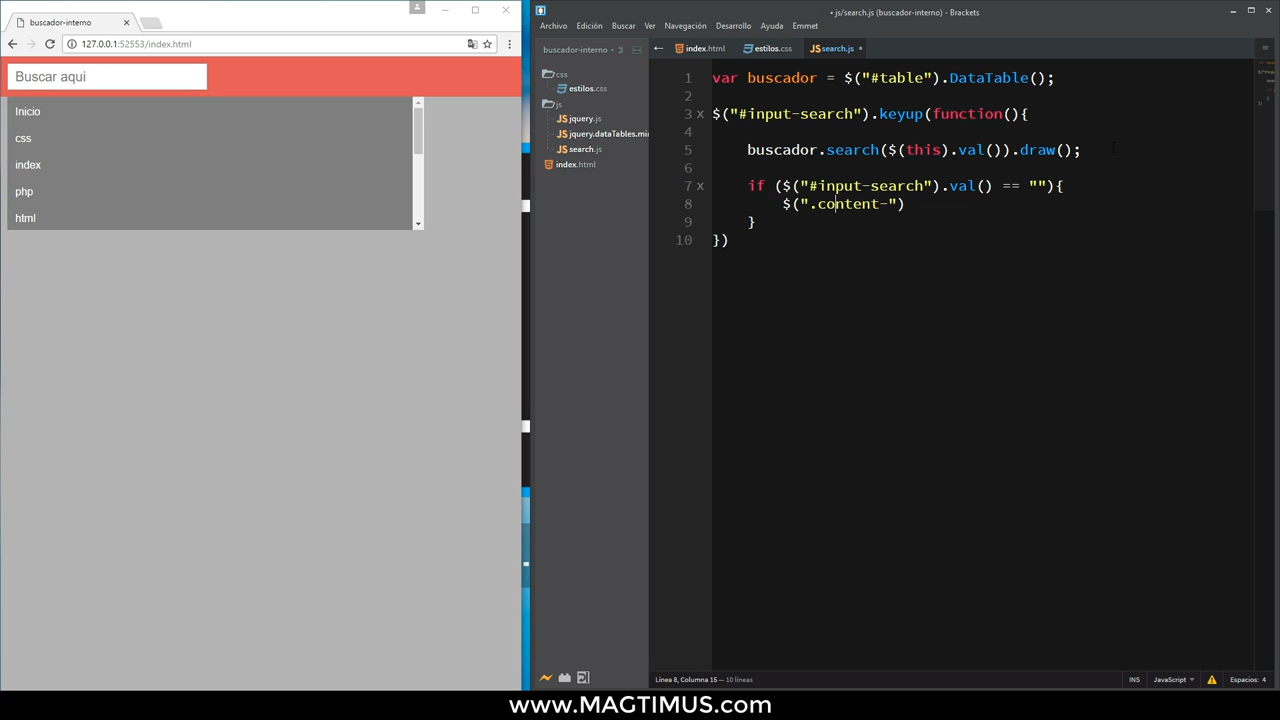 buscador-interno
127.0.0.1:52553/index.html
Buscar aqui
Inicio
css
index
php
html
• js/search.js (buscador-interno) - Brackets
Archivo Edición Buscar Ver Navegación Desarrollo Ayuda Emmet
buscador-interno
css
estilos.css
js
jquery.js
jquery.dataTables.mi
search.js
index.html
index.html estilos.css JS search.js •
1 var buscador = $("#table").DataTable();
2
3 $("#input-search").keyup(function(){
4
5 buscador.search($(this).val()).draw();
6
7 if ($("#input-search").val() == ""){
8 $(".content-")
9 }
10 })
Línea 8, Columna 15 — 10 líneas
INS JavaScript Espacios: 4
www.MAGTIMUS.com